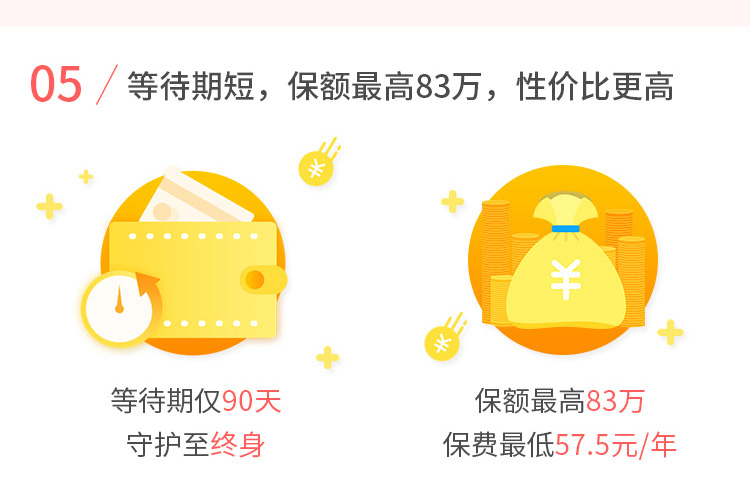 05/等待期短，保额最高83万，性价比更高
¥
¥
¥
等待期仅90天
守护至终身
保额最高83万
保费最低57.5元/年